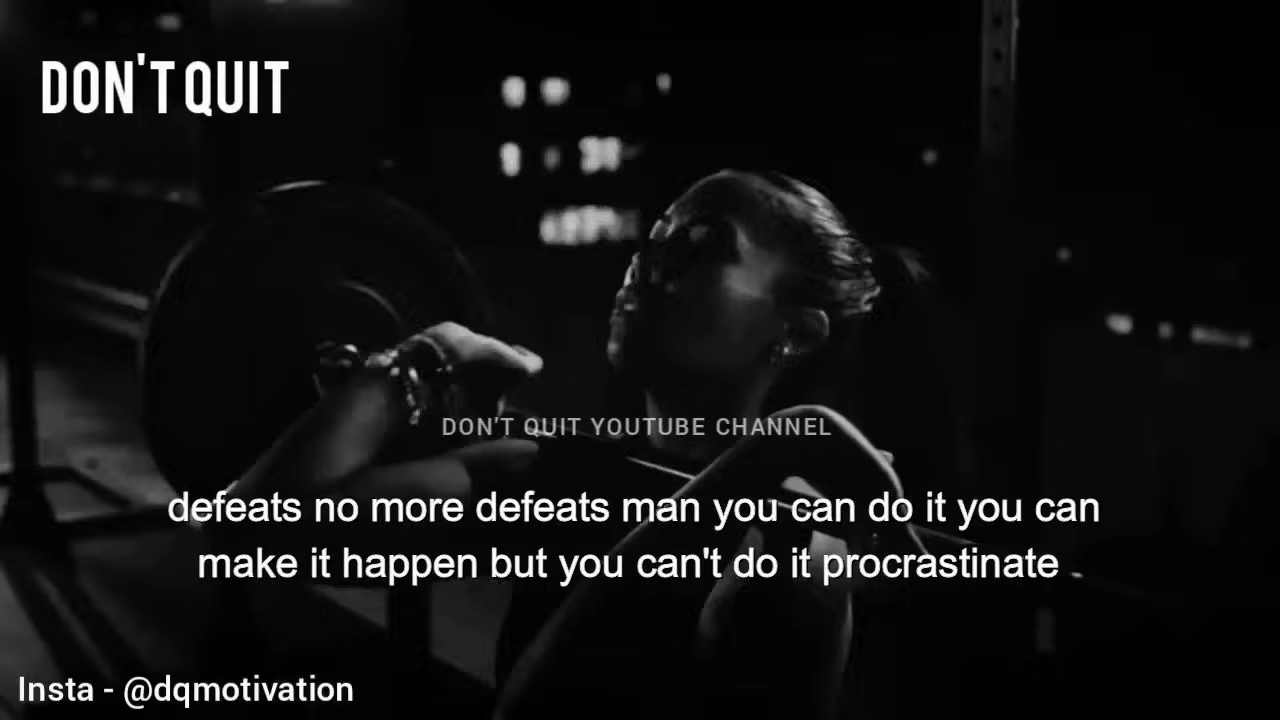 DON'T QUIT
DON'T QUIT YOUTUBE CHANNEL
defeats no more defeats man you can do it you can
make it happen but you can't do it procrastinate
Insta - @dqmotivation